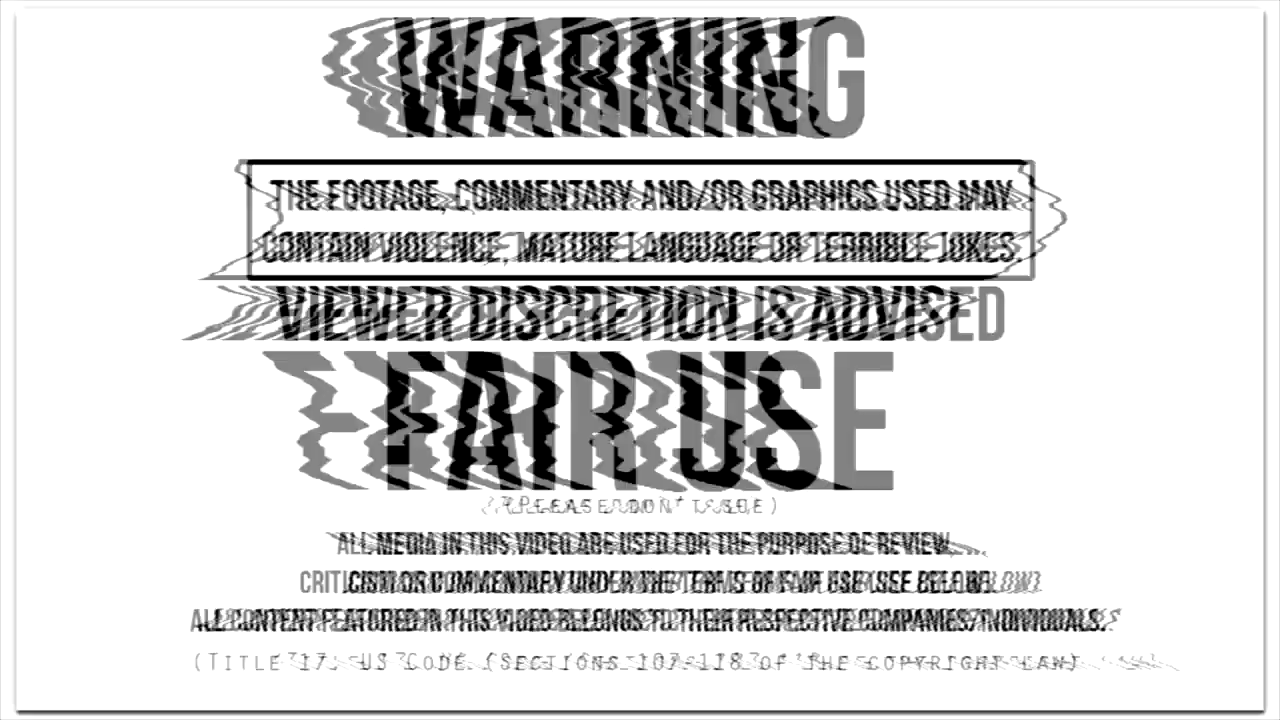 WARNING
THE FOOTAGE, COMMENTARY AND/OR GRAPHICS USED MAY
CONTAIN VIOLENCE, MATURE LANGUAGE OR TERRIBLE JOKES.
VIEWER DISCRETION IS ADVISED
FAIR USE
(PLEASE DON'T SUE)
ALL MEDIA IN THIS VIDEO ARE USED FOR THE PURPOSE OF REVIEW,
CRITICISM OR COMMENTARY UNDER THE TERMS OF FAIR USE (SEE BELOW).
ALL CONTENT FEATURED IN THIS VIDEO BELONGS TO THEIR RESPECTIVE COMPANIES/INDIVIDUALS.
(TITLE 17, US CODE (SECTIONS 107-118 OF THE COPYRIGHT LAW)